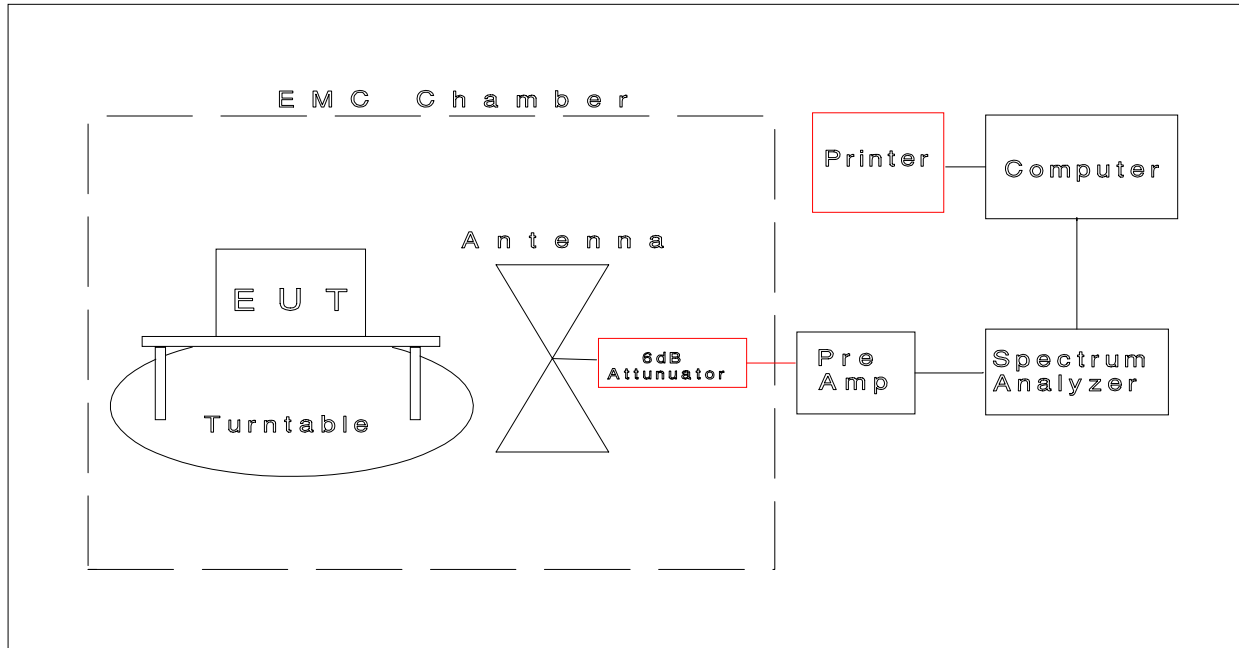 EMC Chamber
Printer
Computer
Antenna
EUT
6dB
Attunuator
Pre
Amp
Spectrum
Analyzer
Turntable